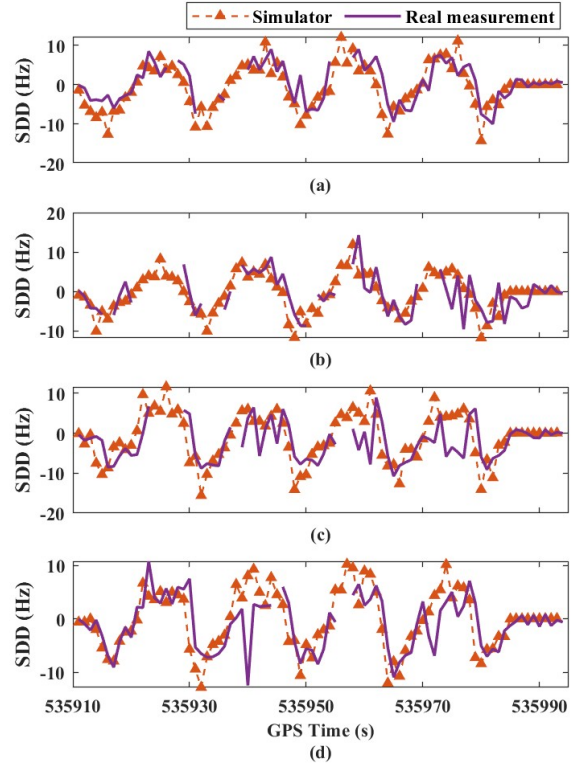 Simulator Real measurement
10
0
-10
-20
SDD (Hz)
(a)
20
10
0
-10
SDD (Hz)
(b)
10
0
-10
-20
SDD (Hz)
(c)
10
0
-10
SDD (Hz)
535910 535930 535950 535970 535990
GPS Time (s)
(d)